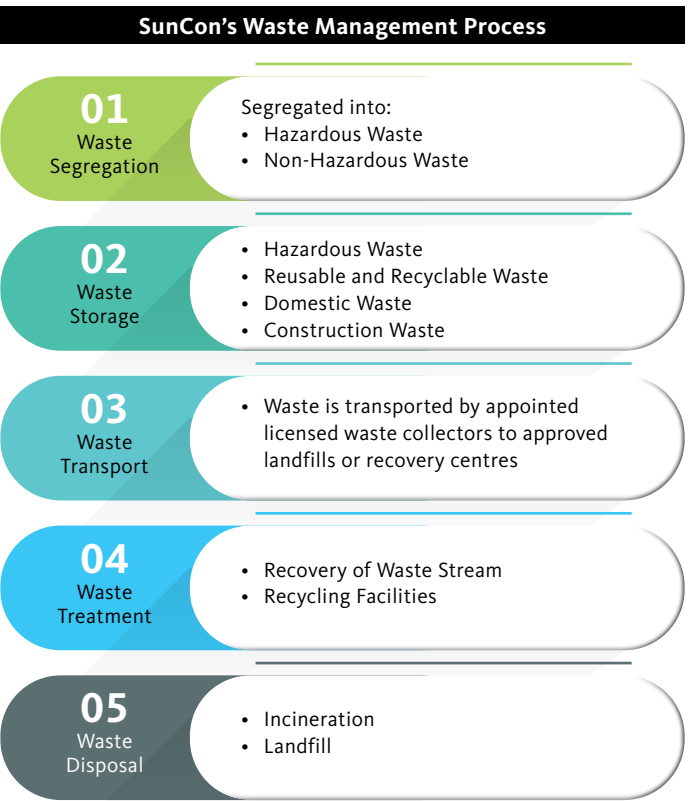 SunCon's Waste Management Process
01
Waste
Segregation
Segregated into:
• Hazardous Waste
• Non-Hazardous Waste
02
Waste
Storage
• Hazardous Waste
• Reusable and Recyclable Waste
• Domestic Waste
• Construction Waste
03
Waste
Transport
• Waste is transported by appointed
licensed waste collectors to approved
landfills or recovery centres
04
Waste
Treatment
• Recovery of Waste Stream
• Recycling Facilities
05
Waste
Disposal
• Incineration
• Landfill